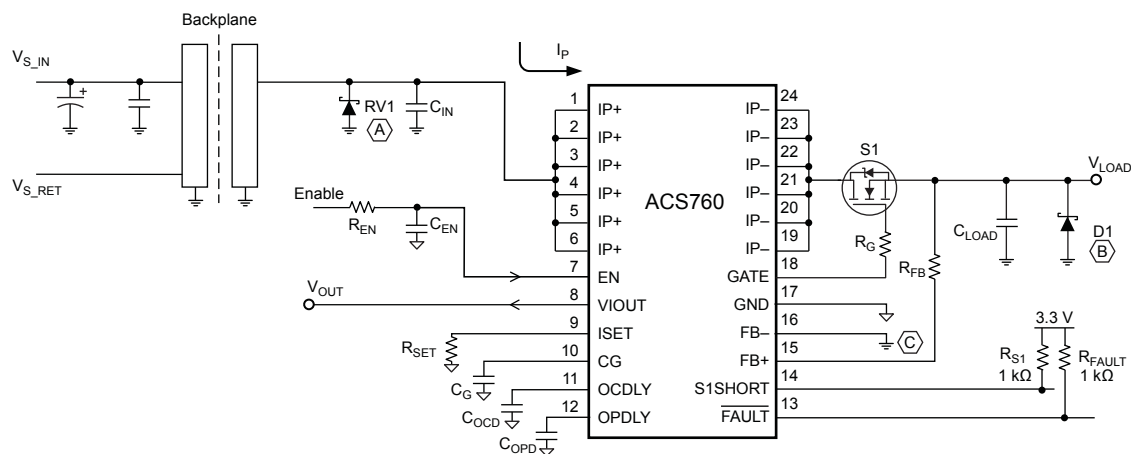 Backplane
V_S_IN
+
V_S_RET
RV1
A
C_IN
I_P
Enable
R_EN
C_EN
V_OUT
R_SET
C_G
C_OCD
C_OPD
ACS760
1 IP+
2 IP+
3 IP+
4 IP+
5 IP+
6 IP+
7 EN
8 VIOUT
9 ISET
10 CG
11 OCDLY
12 OPDLY
IP– 24
IP– 23
IP– 22
IP– 21
IP– 20
IP– 19
GATE 18
GND 17
FB– 16
FB+ 15
S1SHORT 14
FAULT 13
S1
R_G
R_FB
C_LOAD
V_LOAD
D1
B
C
3.3 V
R_S1
1 kΩ
R_FAULT
1 kΩ